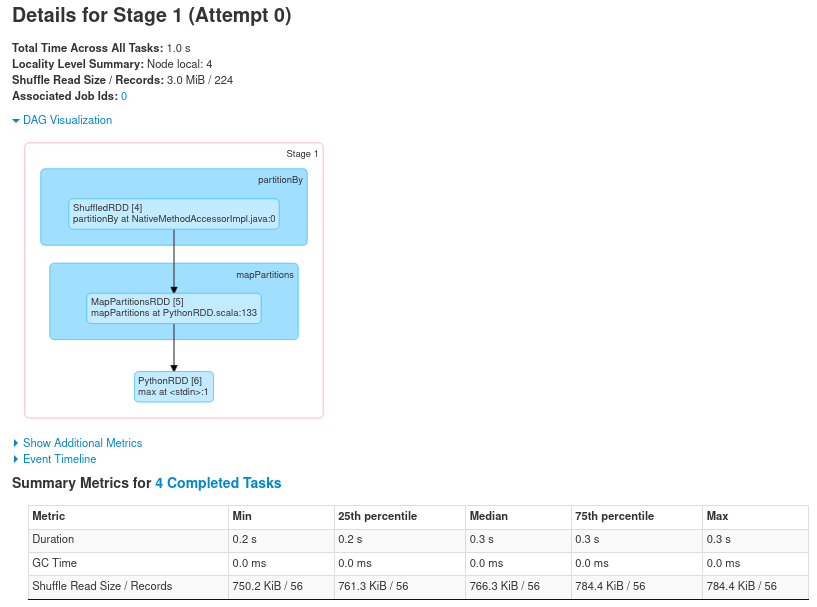 Details for Stage 1 (Attempt 0)
Total Time Across All Tasks: 1.0 s
Locality Level Summary: Node local: 4
Shuffle Read Size / Records: 3.0 MiB / 224
Associated Job Ids: 0
DAG Visualization
Stage 1
partitionBy
ShuffledRDD [4]
partitionBy at NativeMethodAccessorImpl.java:0
mapPartitions
MapPartitionsRDD [5]
mapPartitions at PythonRDD.scala:133
PythonRDD [6]
max at <stdin>:1
Show Additional Metrics
Event Timeline
Summary Metrics for 4 Completed Tasks
Metric Min 25th percentile Median 75th percentile Max
Duration 0.2 s 0.2 s 0.3 s 0.3 s 0.3 s
GC Time 0.0 ms 0.0 ms 0.0 ms 0.0 ms 0.0 ms
Shuffle Read Size / Records 750.2 KiB / 56 761.3 KiB / 56 766.3 KiB / 56 784.4 KiB / 56 784.4 KiB / 56